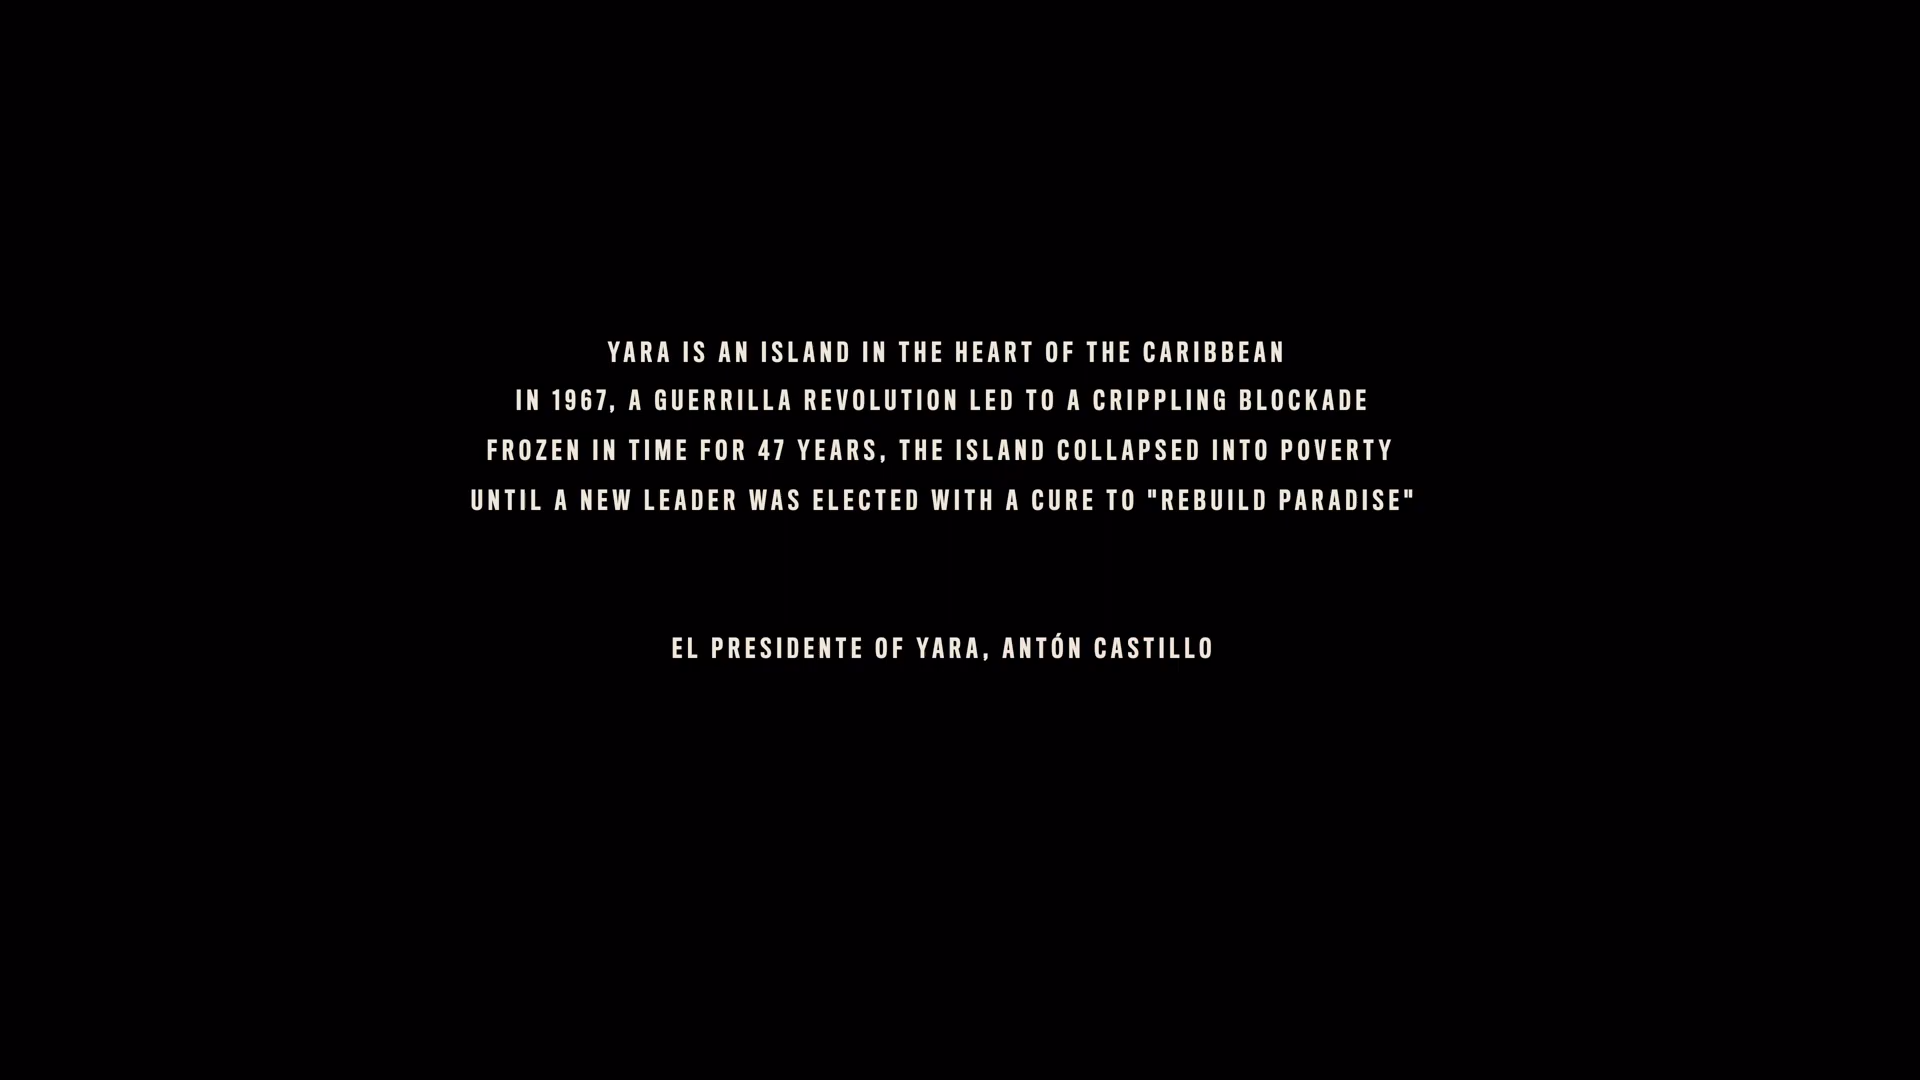 YARA IS AN ISLAND IN THE HEART OF THE CARIBBEAN
IN 1967, A GUERRILLA REVOLUTION LED TO A CRIPPLING BLOCKADE
FROZEN IN TIME FOR 47 YEARS, THE ISLAND COLLAPSED INTO POVERTY
UNTIL A NEW LEADER WAS ELECTED WITH A CURE TO "REBUILD PARADISE"
EL PRESIDENTE OF YARA, ANTÓN CASTILLO